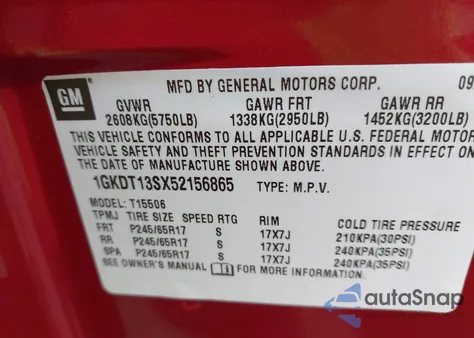 GM
MFD BY GENERAL MOTORS CORP. 09
GVWR GAWR FRT GAWR RR
2608KG(5750LB) 1338KG(2950LB) 1452KG(3200LB)
THIS VEHICLE CONFORMS TO ALL APPLICABLE U.S. FEDERAL MOTOR
VEHICLE SAFETY AND THEFT PREVENTION STANDARDS IN EFFECT ON
THE DATE OF MANUFACTURE SHOWN ABOVE.
1GKDT13SX52156865 TYPE: M.P.V.
MODEL: T15506
TPMJ TIRE SIZE SPEED RTG RIM COLD TIRE PRESSURE
FRT P245/65R17 S 17X7J 210KPA(30PSI)
RR P245/65R17 S 17X7J 240KPA(35PSI)
SPA P245/65R17 S 17X7J 240KPA(35PSI)
SEE OWNER'S MANUAL FOR MORE INFORMATION.
autoSnap